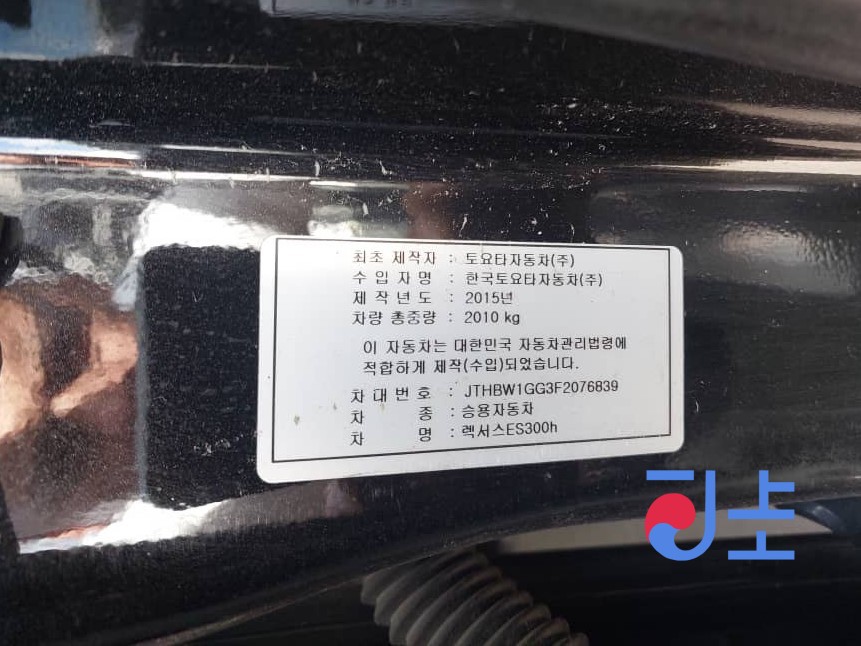 최초 제작자 : 토요타자동차(주)
수 입 자 명 : 한국토요타자동차(주)
제 작 년 도 : 2015년
차량 총중량 : 2010 kg
이 자동차는 대한민국 자동차관리법령에
적합하게 제작(수입)되었습니다.
차 대 번 호 : JTHBW1GG3F2076839
차 종 : 승용자동차
차 명 : 렉서스ES300h